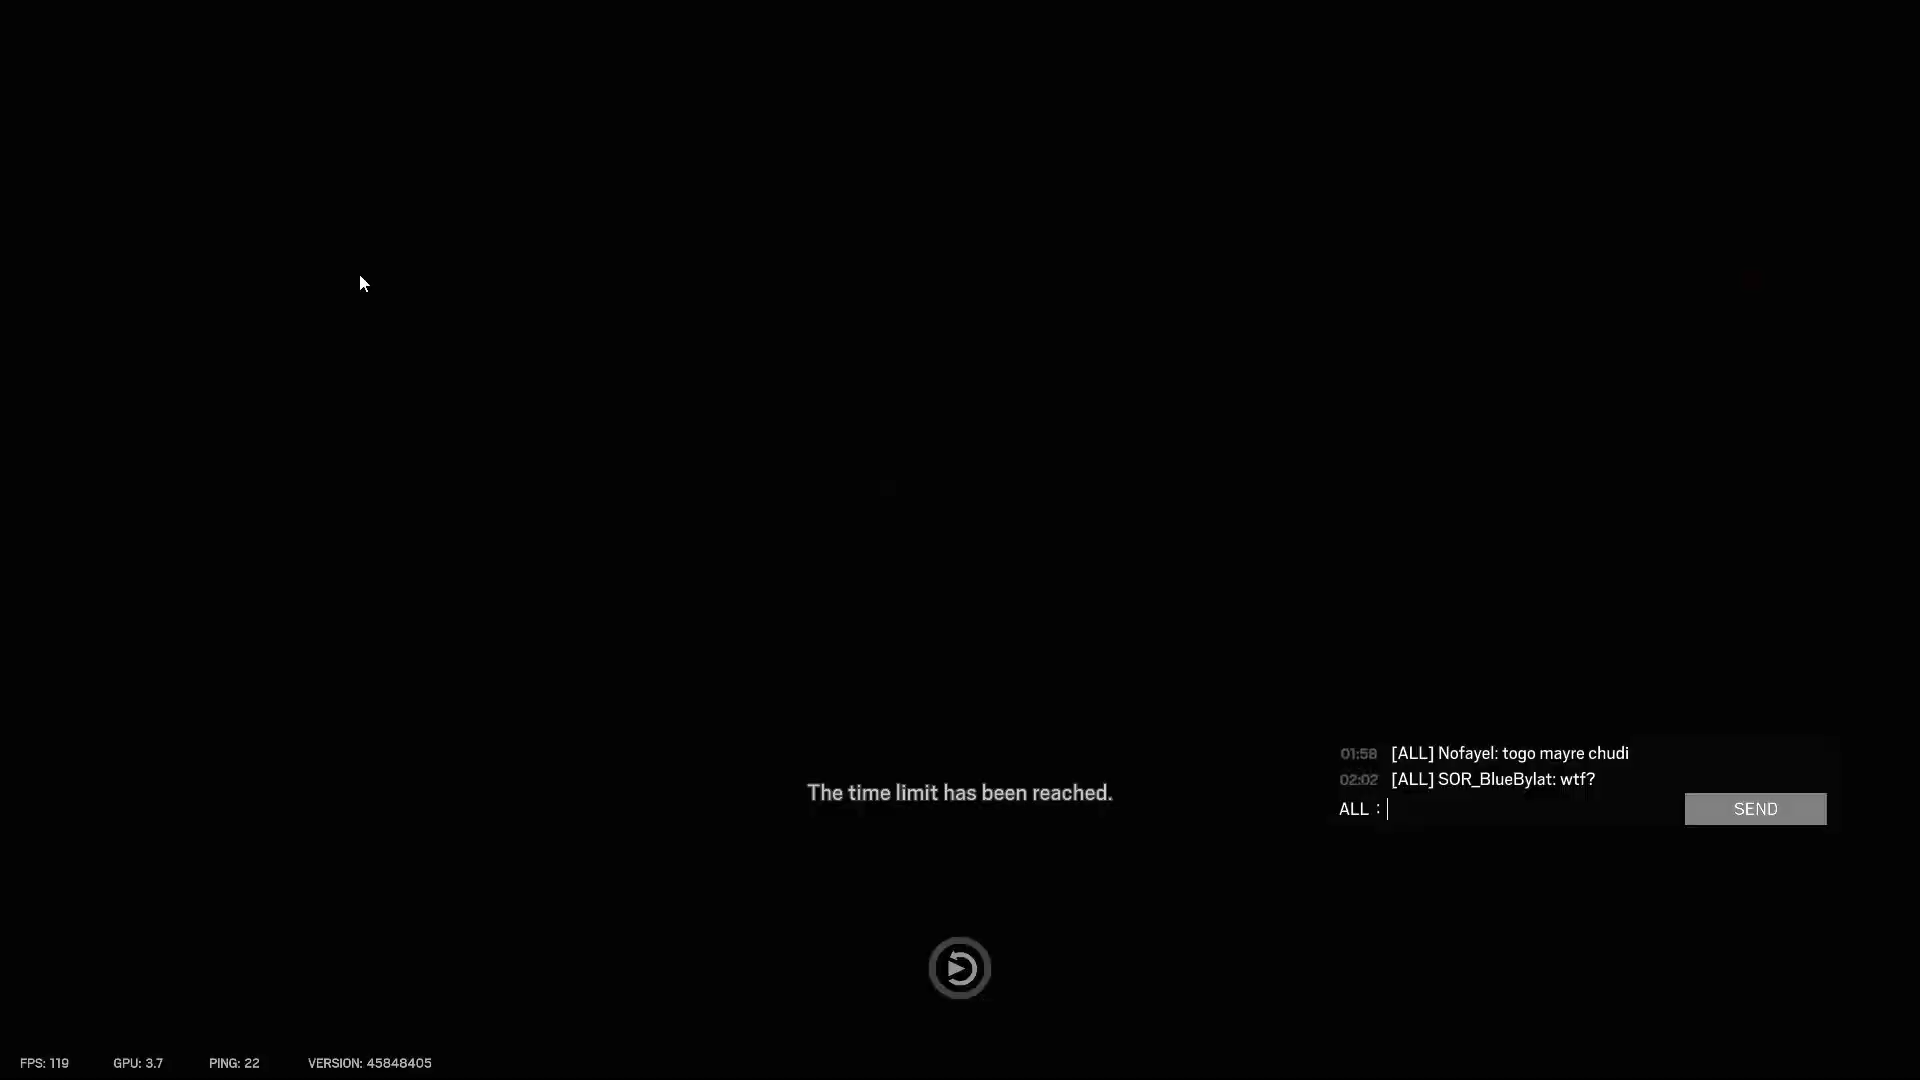 01:58 [ALL] Nofayel: togo mayre chudi
02:02 [ALL] SOR_BlueBylat: wtf?
The time limit has been reached.
ALL : SEND
FPS: 119 GPU: 3.7 PING: 22 VERSION: 45848405